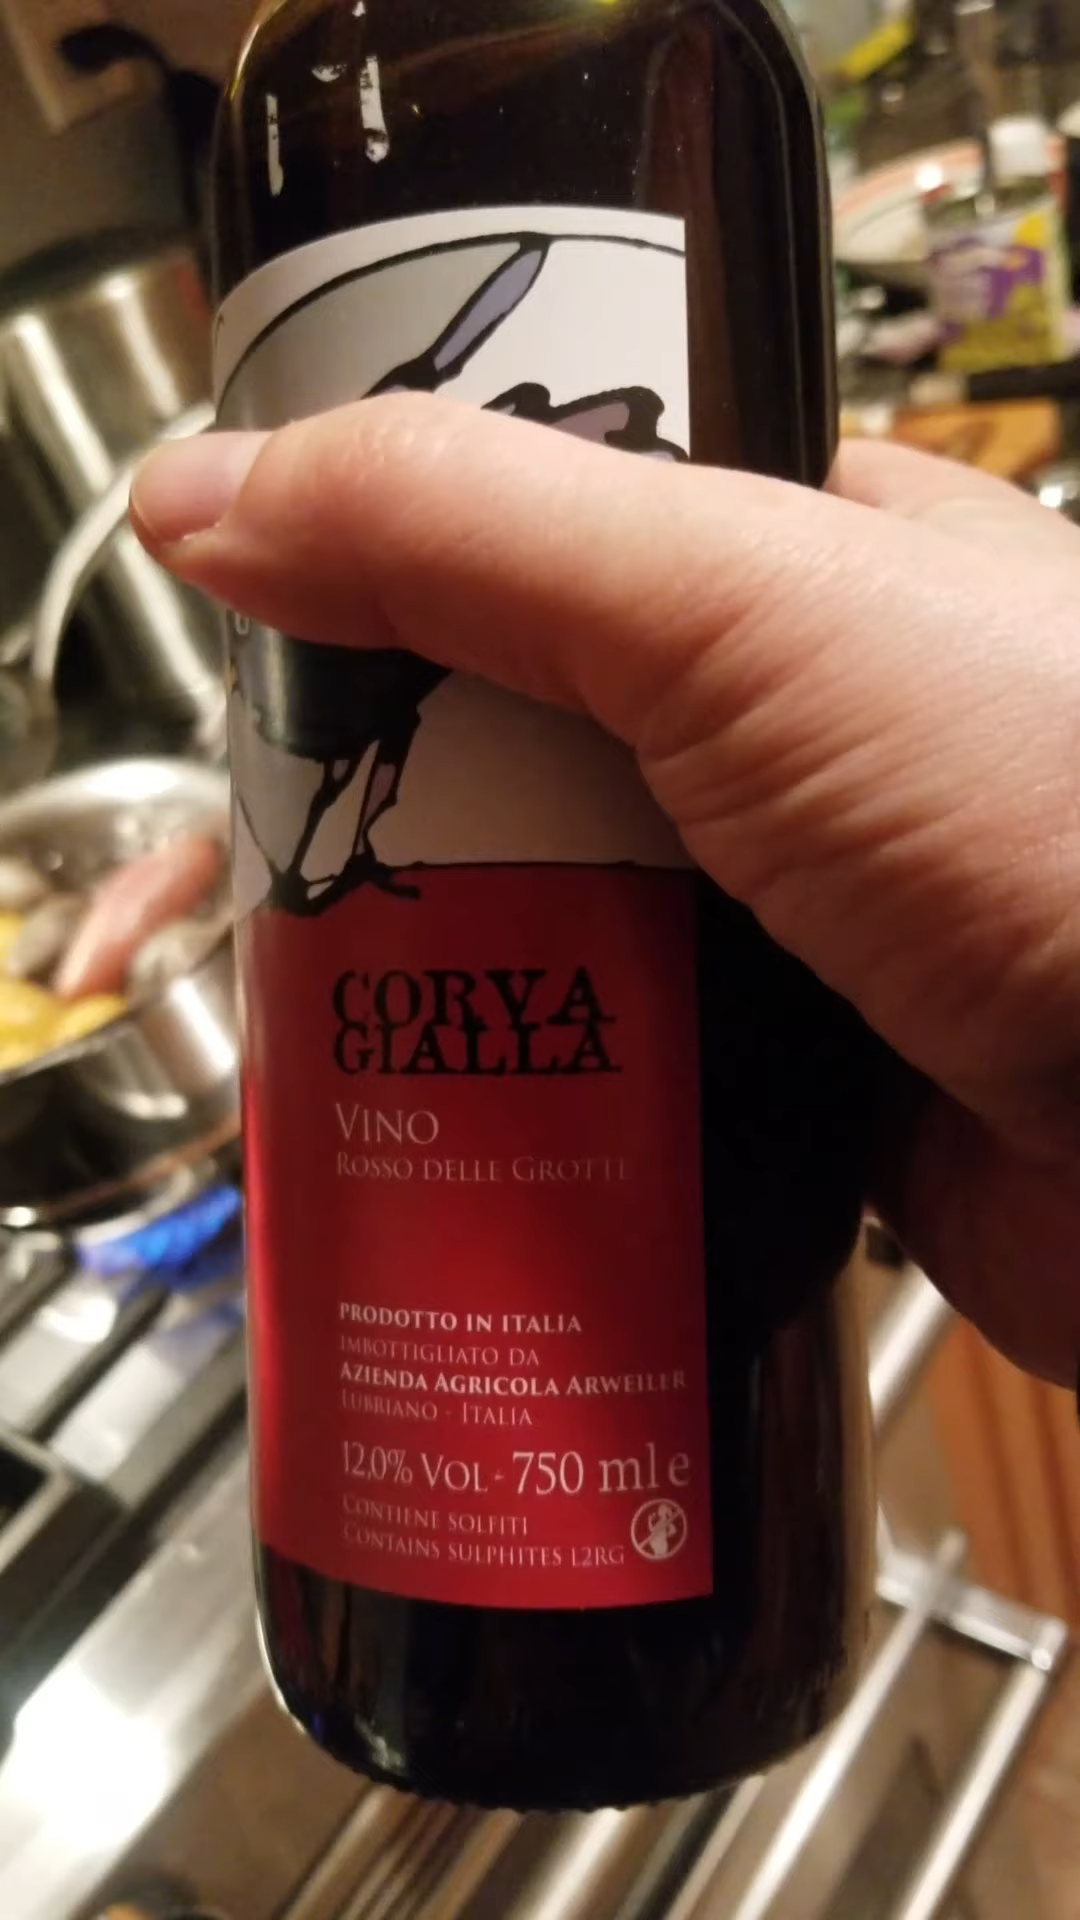 CORVA
GIALLA
VINO
ROSSO DELLE GROTTE
PRODOTTO IN ITALIA
IMBOTTIGLIATO DA
AZIENDA AGRICOLA ARWEILER
LUBRIANO - ITALIA
12,0% VOL - 750 ml e
CONTIENE SOLFITI
CONTAINS SULPHITES L2RG